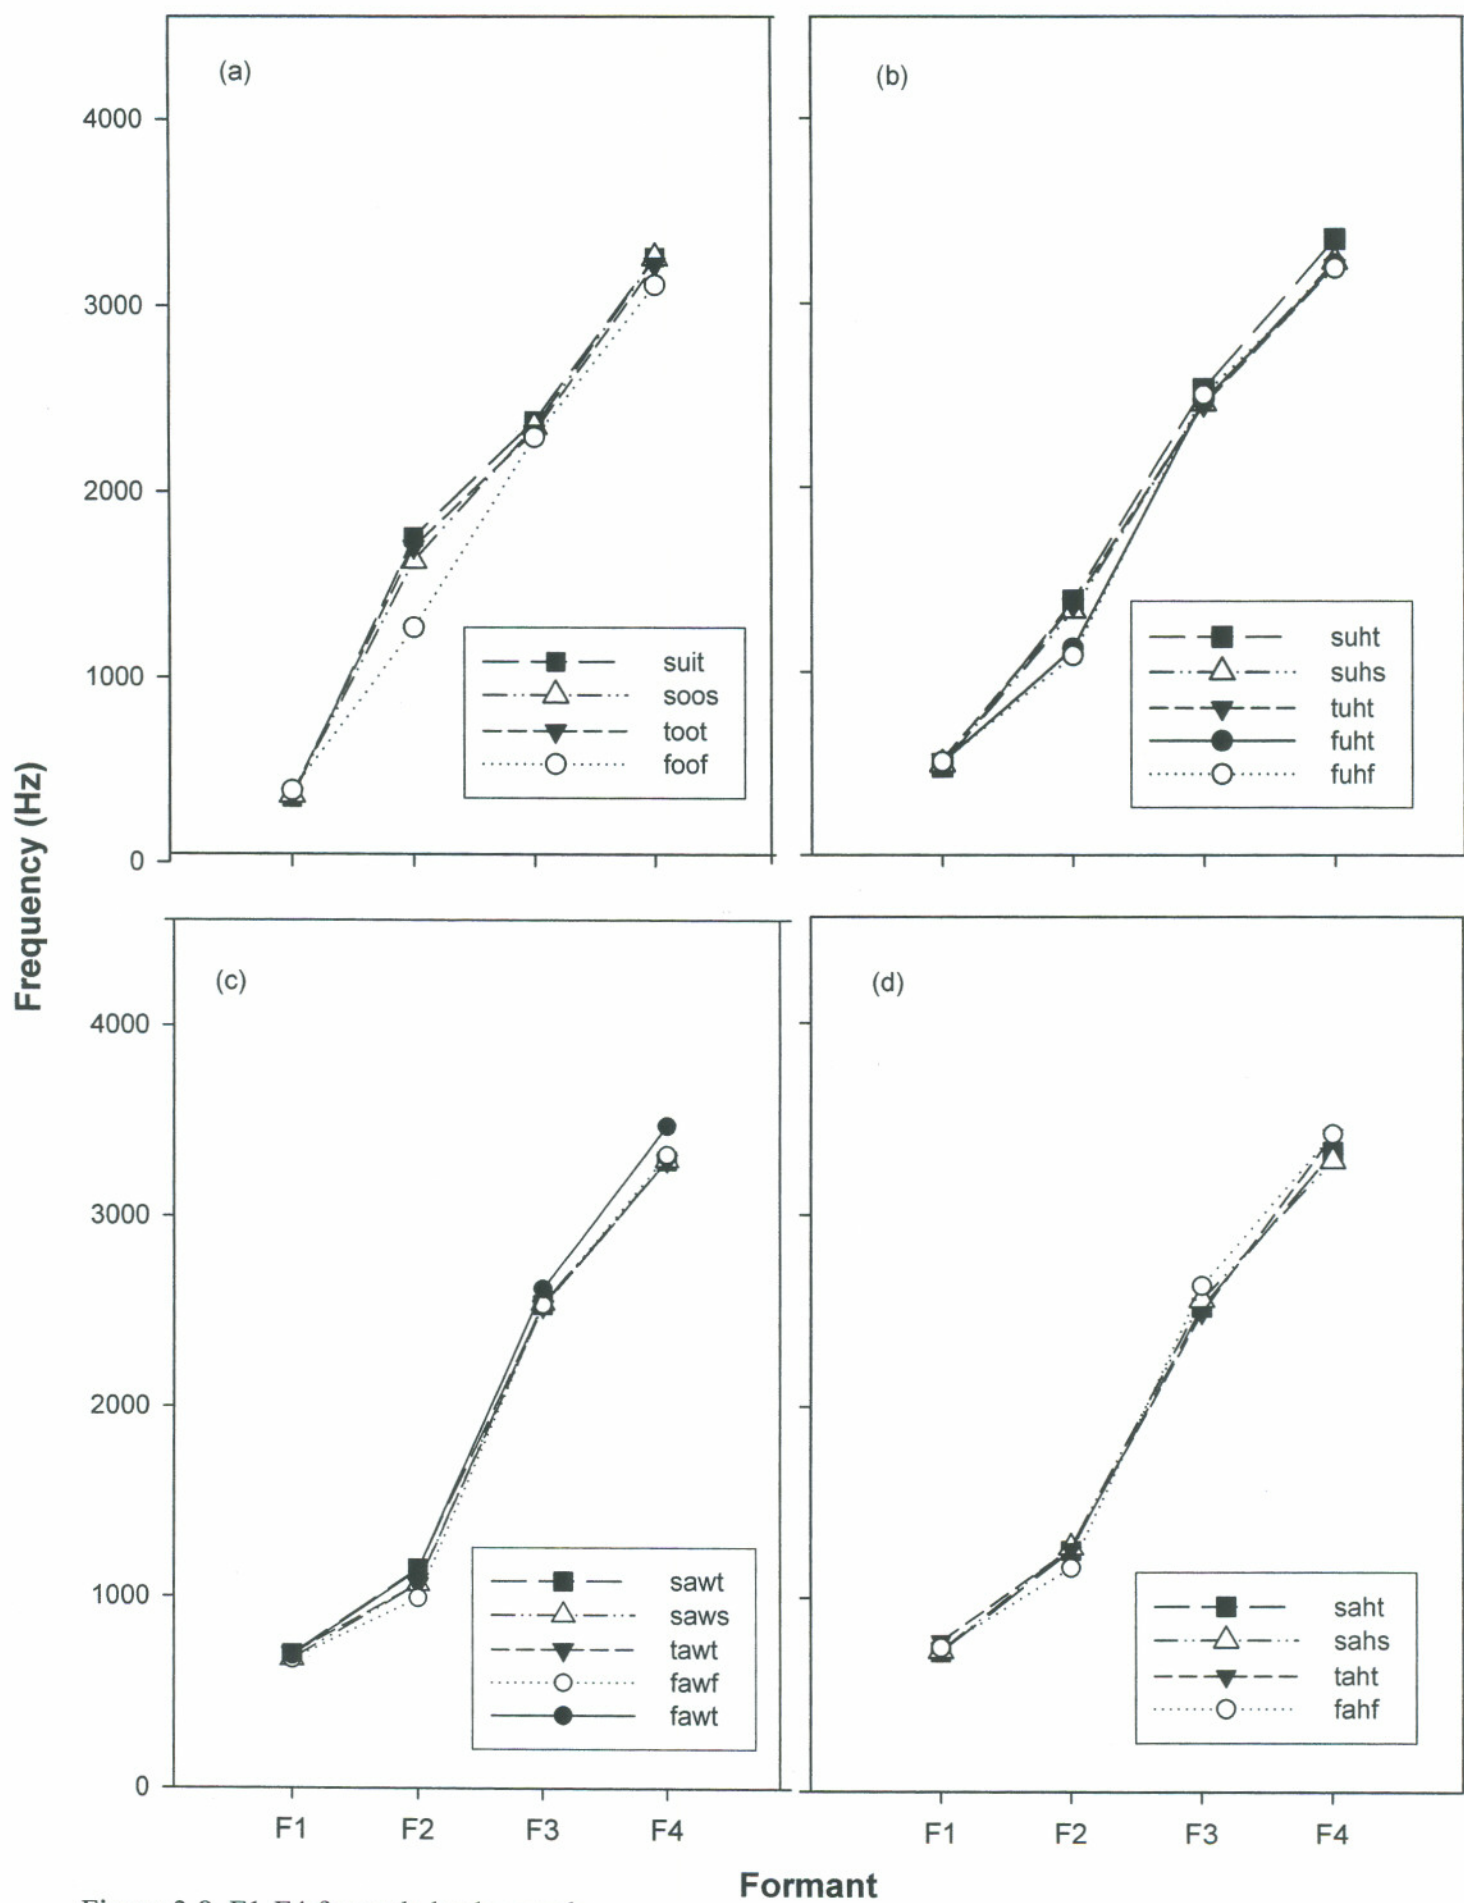 (a)
4000
3000
2000
1000
0
suit
soos
toot
foof
(b)
suht
suhs
tuht
fuht
fuhf
Frequency (Hz)
(c)
4000
3000
2000
1000
0
sawt
saws
tawt
fawf
fawt
F1 F2 F3 F4
(d)
saht
sahs
taht
fahf
F1 F2 F3 F4
Formant